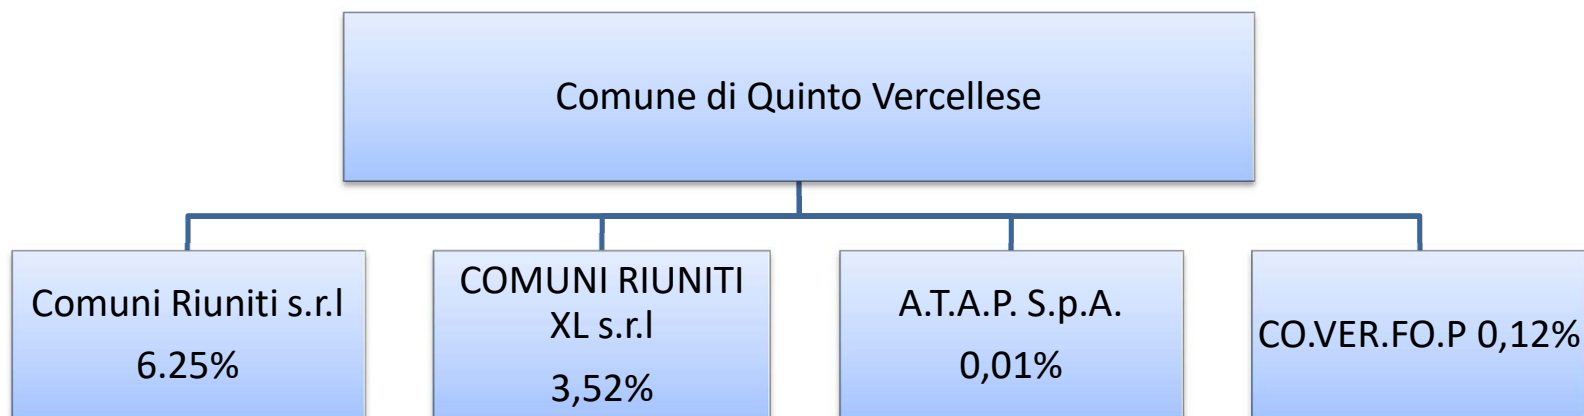 Comune di Quinto Vercellese
Comuni Riuniti s.r.l
6.25%
COMUNI RIUNITI
XL s.r.l
3,52%
A.T.A.P. S.p.A.
0,01%
CO.VER.FO.P 0,12%